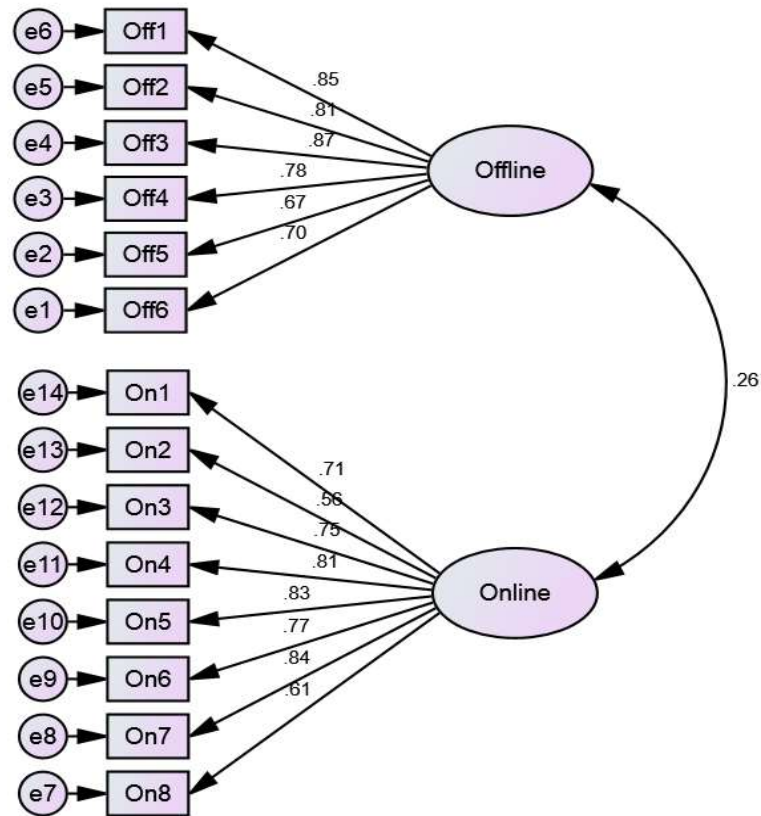 e6 Off1
.85
e5 Off2
.81
e4 Off3
.87
Offline
e3 Off4
.78
e2 Off5
.67
e1 Off6
.70
.26
e14 On1
.71
e13 On2
.56
e12 On3
.75
e11 On4
.81
Online
e10 On5
.83
e9 On6
.77
e8 On7
.84
e7 On8
.61